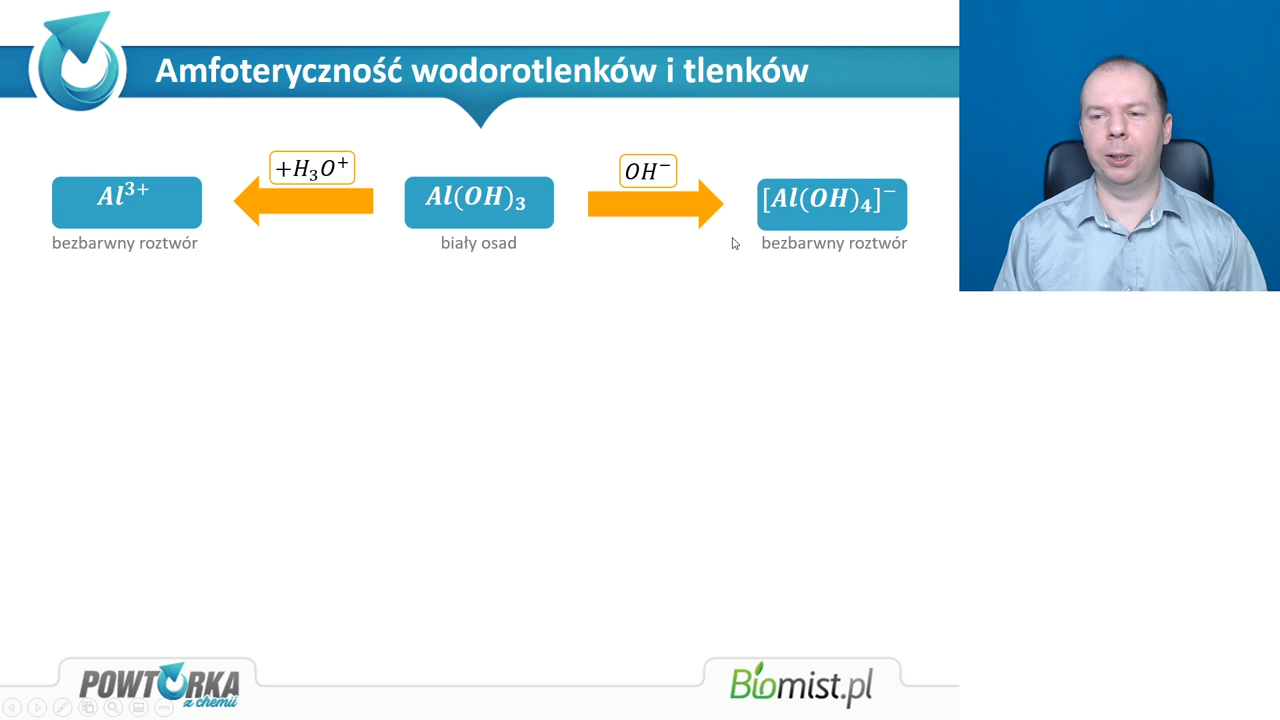 Amfoteryczność wodorotlenków i tlenków
+H₃O⁺
OH⁻
Al³⁺
Al(OH)₃
[Al(OH)₄]⁻
bezbarwny roztwór
biały osad
bezbarwny roztwór
POWTÓRKA
z chemii
Biomist.pl